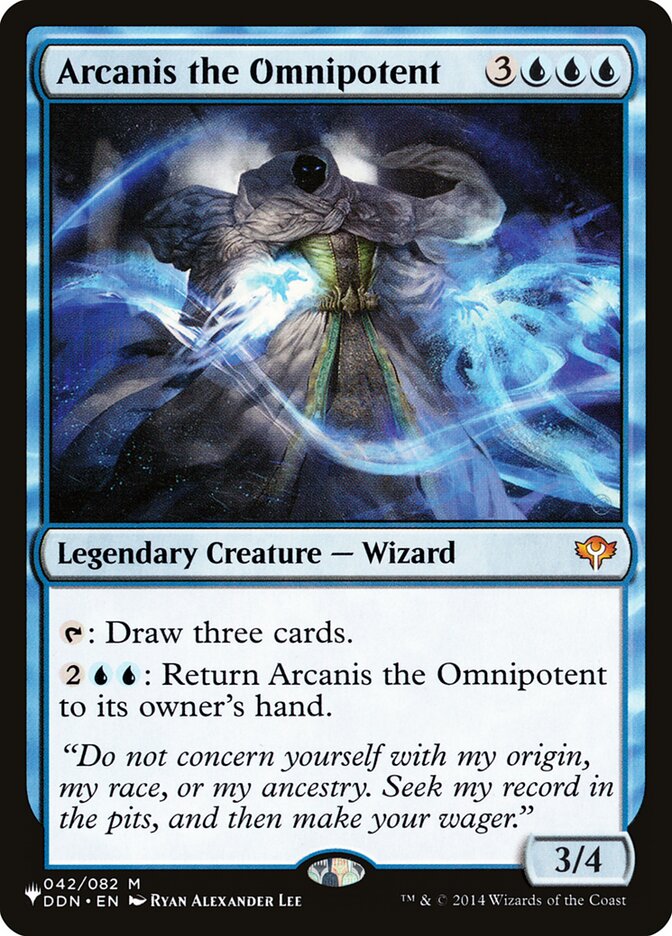 Arcanis the Omnipotent 3
Legendary Creature — Wizard
: Draw three cards.
2: Return Arcanis the Omnipotent
to its owner's hand.
“Do not concern yourself with my origin,
my race, or my ancestry. Seek my record in
the pits, and then make your wager.”
3/4
042/082 M
DDN • EN Ryan Alexander Lee
™ & © 2014 Wizards of the Coast